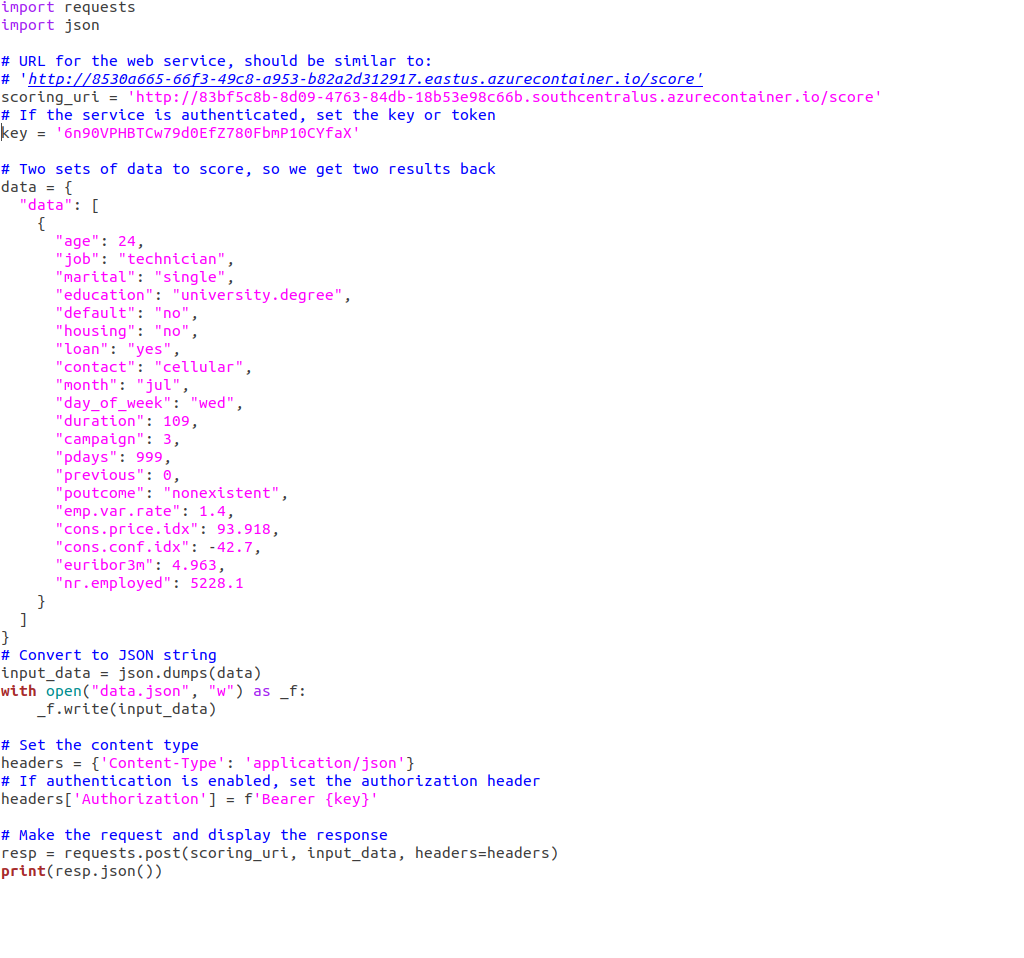 import requests
import json

# URL for the web service, should be similar to:
# 'http://8530a665-66f3-49c8-a953-b82a2d312917.eastus.azurecontainer.io/score'
scoring_uri = 'http://83bf5c8b-8d09-4763-84db-18b53e98c66b.southcentralus.azurecontainer.io/score'
# If the service is authenticated, set the key or token
key = '6n90VPHBTCw79d0EfZ780FbmP10CYfaX'

# Two sets of data to score, so we get two results back
data = {
  "data": [
    {
      "age": 24,
      "job": "technician",
      "marital": "single",
      "education": "university.degree",
      "default": "no",
      "housing": "no",
      "loan": "yes",
      "contact": "cellular",
      "month": "jul",
      "day_of_week": "wed",
      "duration": 109,
      "campaign": 3,
      "pdays": 999,
      "previous": 0,
      "poutcome": "nonexistent",
      "emp.var.rate": 1.4,
      "cons.price.idx": 93.918,
      "cons.conf.idx": -42.7,
      "euribor3m": 4.963,
      "nr.employed": 5228.1
    }
  ]
}
# Convert to JSON string
input_data = json.dumps(data)
with open("data.json", "w") as _f:
    _f.write(input_data)

# Set the content type
headers = {'Content-Type': 'application/json'}
# If authentication is enabled, set the authorization header
headers['Authorization'] = f'Bearer {key}'

# Make the request and display the response
resp = requests.post(scoring_uri, input_data, headers=headers)
print(resp.json())